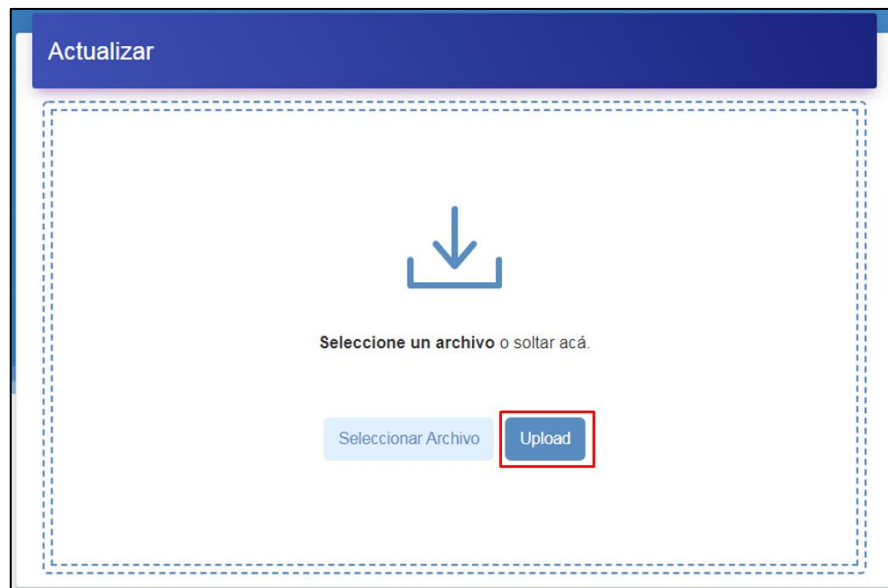 Actualizar
Seleccione un archivo o soltar acá.
Seleccionar Archivo
Upload